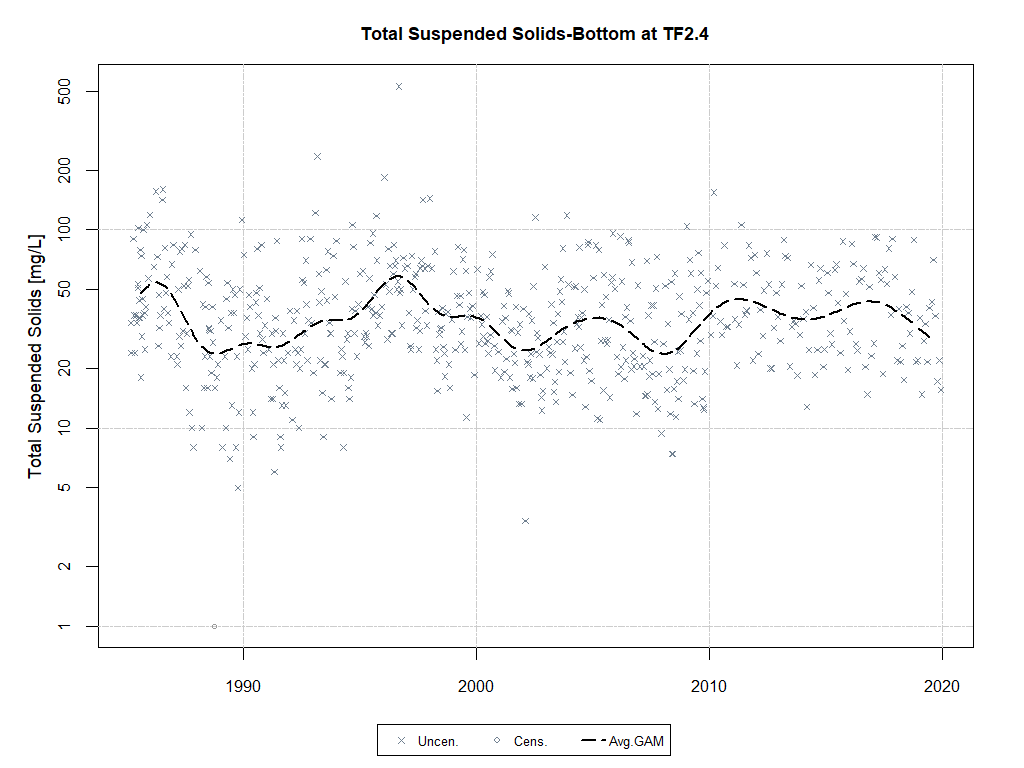 Total Suspended Solids-Bottom at TF2.4
Total Suspended Solids [mg/L]
500
200
100
50
20
10
5
2
1
1990 2000 2010 2020
Uncen. Cens. Avg.GAM